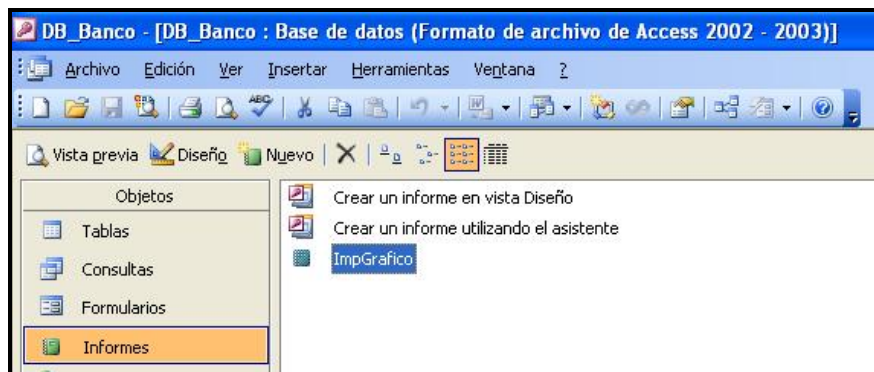 DB_Banco - [DB_Banco : Base de datos (Formato de archivo de Access 2002 - 2003)]
Archivo Edición Ver Insertar Herramientas Ventana ?
ABC W
Vista previa Diseño Nuevo
Objetos
Crear un informe en vista Diseño
Tablas
Crear un informe utilizando el asistente
Consultas
ImpGrafico
Formularios
Informes